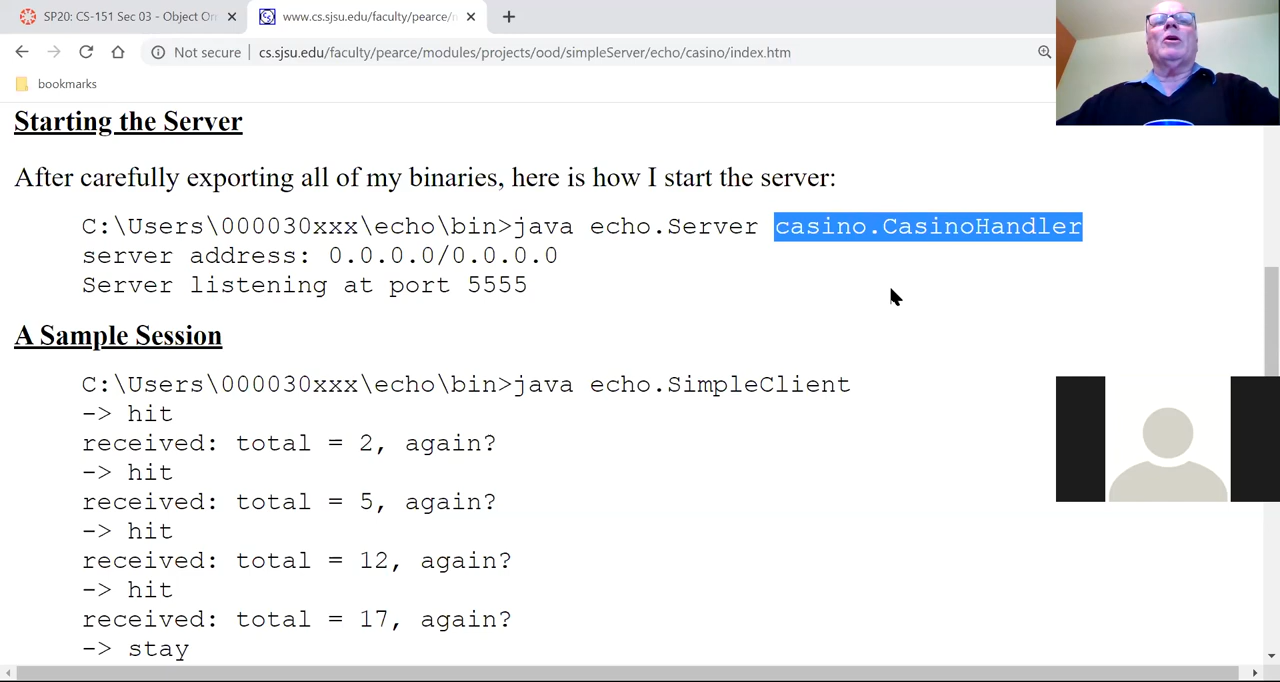 SP20: CS-151 Sec 03 - Object Ori
www.cs.sjsu.edu/faculty/pearce/r
Not secure
cs.sjsu.edu/faculty/pearce/modules/projects/ood/simpleServer/echo/casino/index.htm
bookmarks
Starting the Server
After carefully exporting all of my binaries, here is how I start the server:
C:\Users\000030xxx\echo\bin>java echo.Server casino.CasinoHandler
server address: 0.0.0.0/0.0.0.0
Server listening at port 5555
A Sample Session
C:\Users\000030xxx\echo\bin>java echo.SimpleClient
-> hit
received: total = 2, again?
-> hit
received: total = 5, again?
-> hit
received: total = 12, again?
-> hit
received: total = 17, again?
-> stay